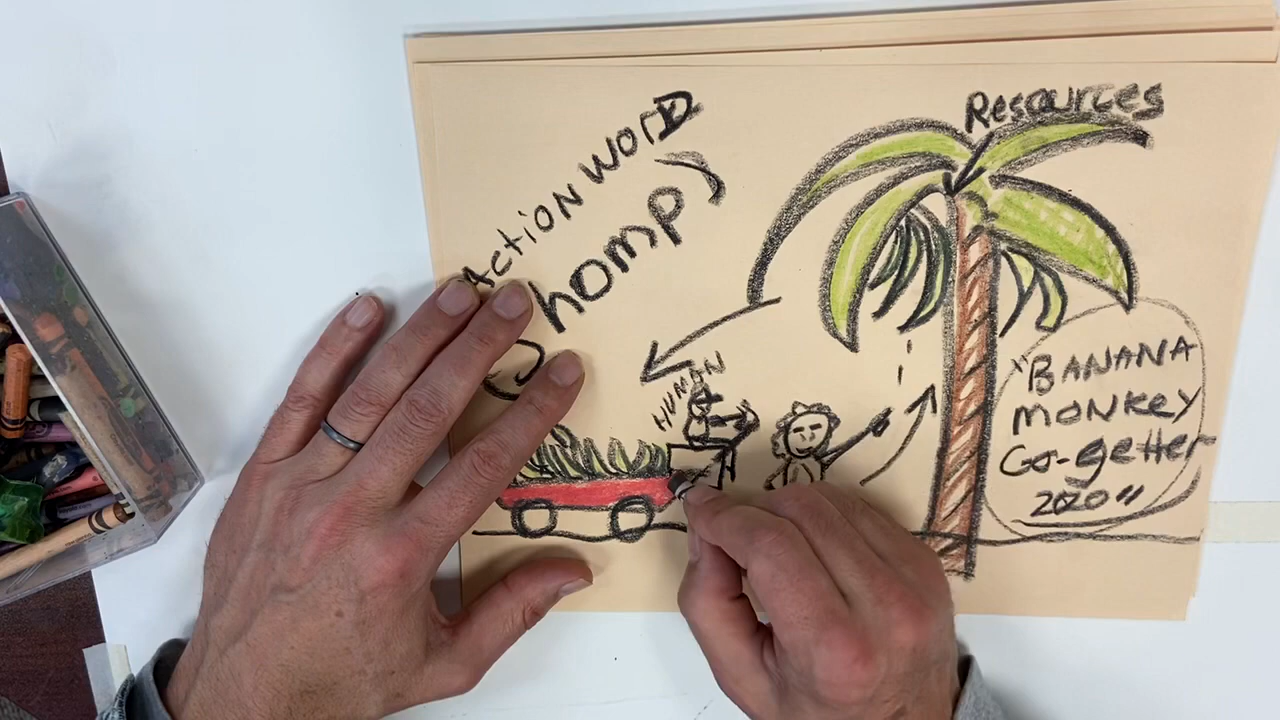 Action WorD
Chomp
Resources
HUMAN
"BANANA
MONKEY
Go-getter
2020"